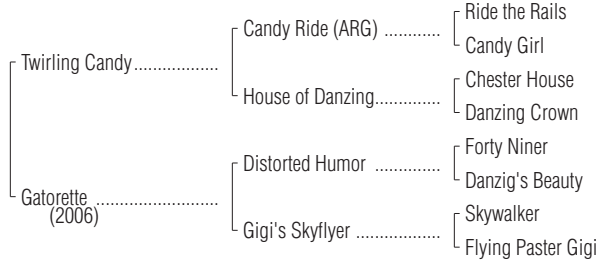 Ride the Rails
Candy Ride (ARG) ............
Candy Girl
Twirling Candy..................
Chester House
House of Danzing..............
Danzing Crown
Forty Niner
Distorted Humor ..............
Danzig's Beauty
Gatorette ..........................
(2006)
Skywalker
Gigi's Skyflyer ..................
Flying Paster Gigi